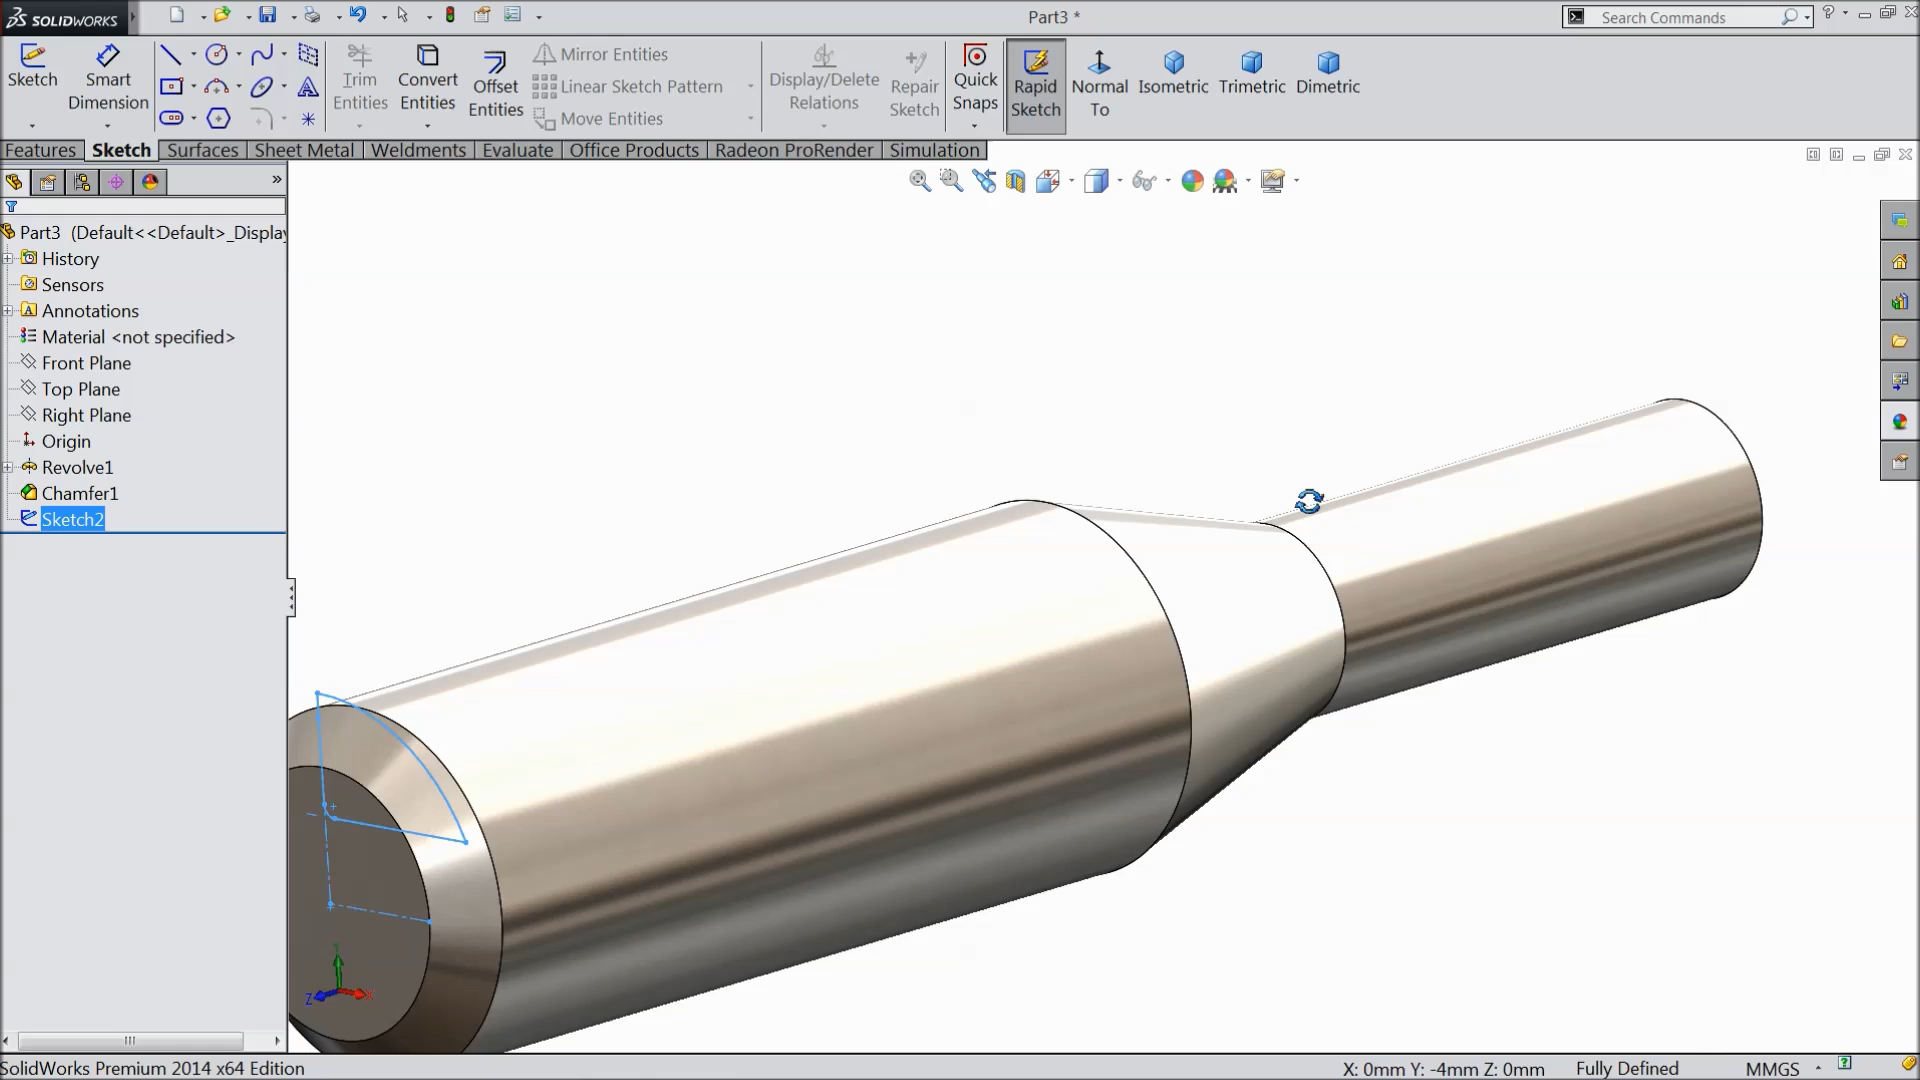 SOLIDWORKS
Part3 *
Search Commands
Sketch
Smart
Dimension
Trim
Entities
Convert
Entities
Offset
Entities
Mirror Entities
Linear Sketch Pattern
Move Entities
Display/Delete
Relations
Repair
Sketch
Quick
Snaps
Rapid
Sketch
Normal
To
Isometric
Trimetric
Dimetric
Features
Sketch
Surfaces
Sheet Metal
Weldments
Evaluate
Office Products
Radeon ProRender
Simulation
Part3 (Default<<Default>_Display
History
Sensors
Annotations
Material <not specified>
Front Plane
Top Plane
Right Plane
Origin
Revolve1
Chamfer1
Sketch2
Y
Z
X
SolidWorks Premium 2014 x64 Edition
X: 0mm Y: -4mm Z: 0mm
Fully Defined
MMGS